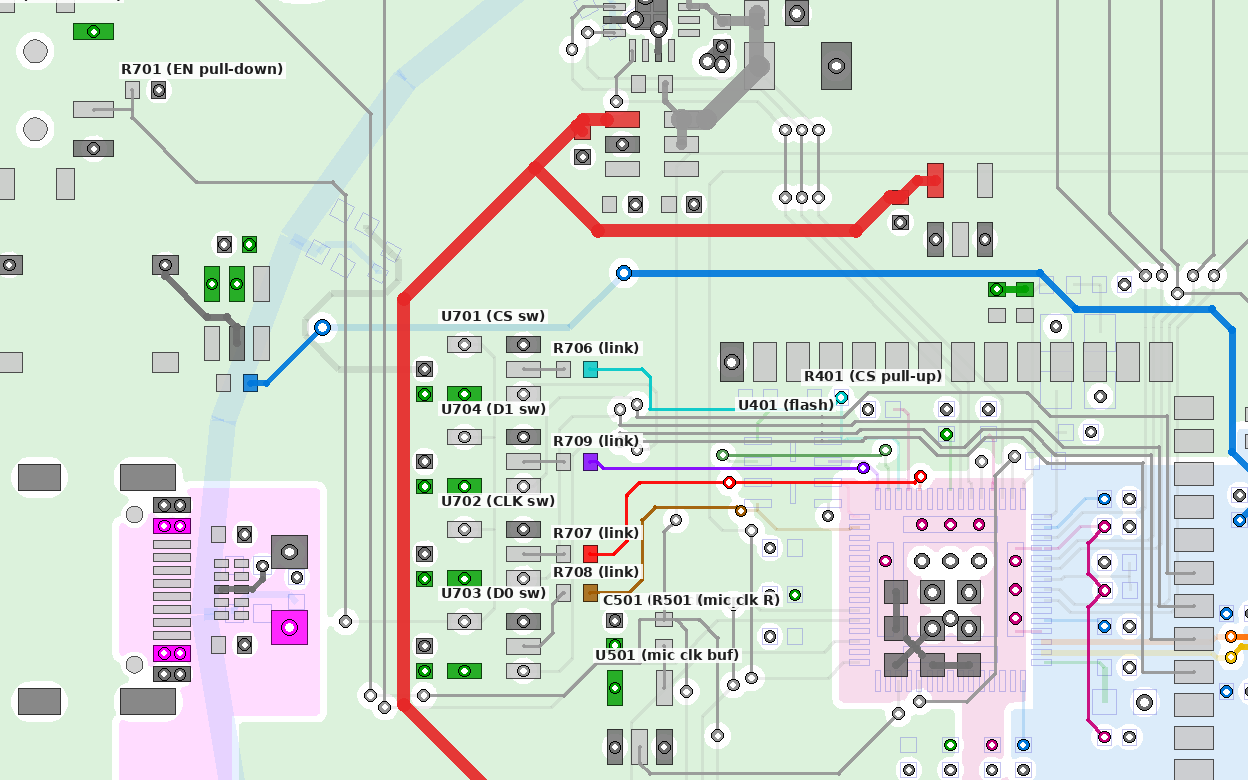 R701 (EN pull-down)
U701 (CS sw)
R706 (link)
R401 (CS pull-up)
U704 (D1 sw)
U401 (flash)
R709 (link)
U702 (CLK sw)
R707 (link)
R708 (link)
U703 (D0 sw)
C501 (
R501 (mic clk R)
U501 (mic clk buf)